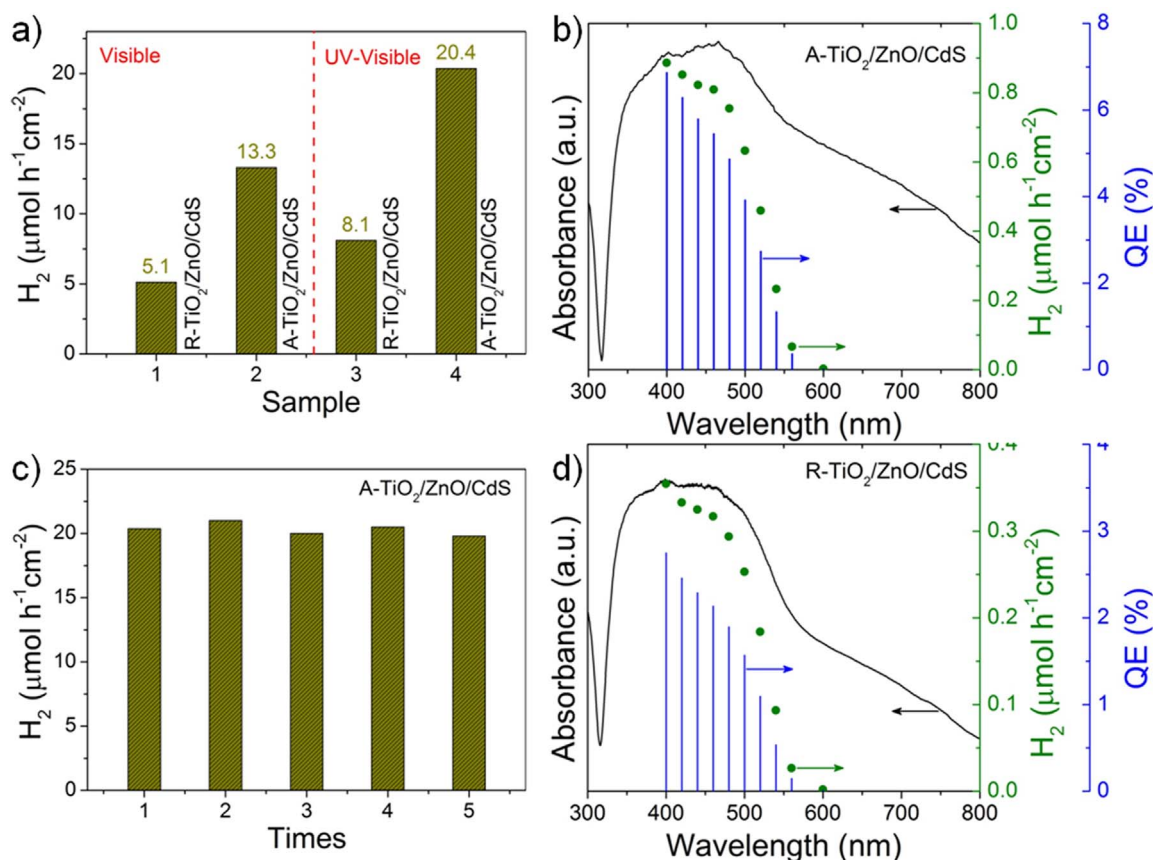 a)
Visible
UV-Visible
5.1
13.3
8.1
20.4
R-TiO₂/ZnO/CdS
A-TiO₂/ZnO/CdS
R-TiO₂/ZnO/CdS
A-TiO₂/ZnO/CdS
H₂ (μmol h⁻¹cm⁻²)
20
15
10
5
0
1 2 3 4
Sample
b)
A-TiO₂/ZnO/CdS
Absorbance (a.u.)
300 400 500 600 700 800
Wavelength (nm)
1.0
0.8
0.6
0.4
0.2
0.0
H₂ (μmol h⁻¹cm⁻²)
8
6
4
2
0
QE (%)
c)
A-TiO₂/ZnO/CdS
H₂ (μmol h⁻¹cm⁻²)
25
20
15
10
5
0
1 2 3 4 5
Times
d)
R-TiO₂/ZnO/CdS
Absorbance (a.u.)
300 400 500 600 700 800
Wavelength (nm)
0.4
0.3
0.2
0.1
0.0
H₂ (μmol h⁻¹cm⁻²)
4
3
2
1
0
QE (%)